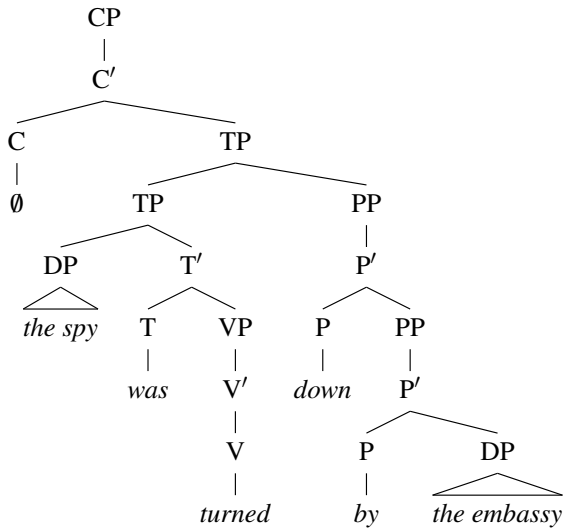 CP
C′
C TP
∅ TP PP
DP T′ P′
the spy T VP P PP
was V′ down P′
V P DP
turned by the embassy